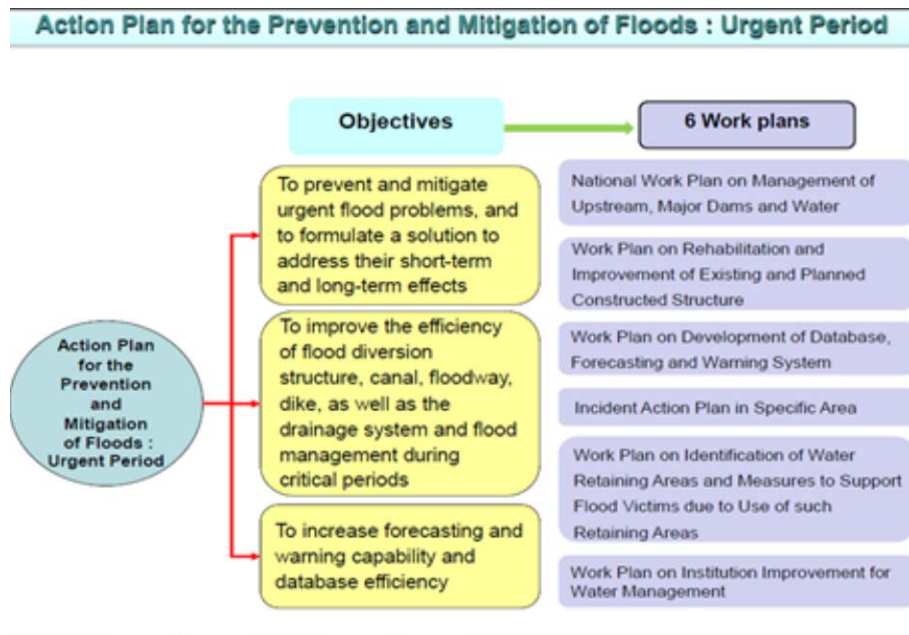 Action Plan for the Prevention and Mitigation of Floods : Urgent Period
Objectives
6 Work plans
Action Plan
for the
Prevention
and
Mitigation
of Floods :
Urgent Period
To prevent and mitigate
urgent flood problems, and
to formulate a solution to
address their short-term
and long-term effects
To improve the efficiency
of flood diversion
structure, canal, floodway,
dike, as well as the
drainage system and flood
management during
critical periods
To increase forecasting and
warning capability and
database efficiency
National Work Plan on Management of
Upstream, Major Dams and Water
Work Plan on Rehabilitation and
Improvement of Existing and Planned
Constructed Structure
Work Plan on Development of Database,
Forecasting and Warning System
Incident Action Plan in Specific Area
Work Plan on Identification of Water
Retaining Areas and Measures to Support
Flood Victims due to Use of such
Retaining Areas
Work Plan on Institution Improvement for
Water Management